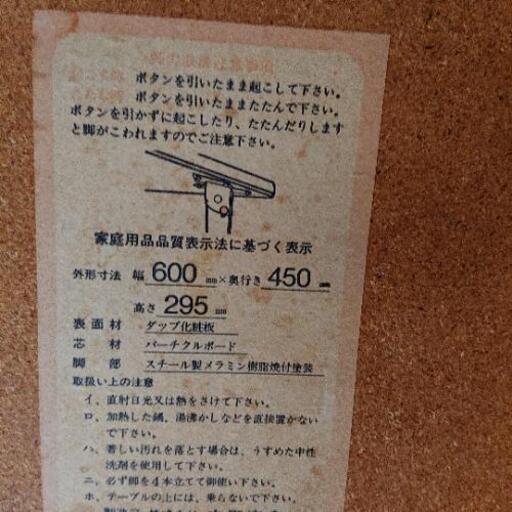 ボタンを引いたまま起こして下さい。
ボタンを引いたままたたんで下さい。
ボタンを引かずに起こしたり、たたんだりします
と脚がこわれますのでご注意下さい。
家庭用品品質表示法に基づく表示
外形寸法 幅 600 mm×奥行き 450 mm
高さ 295 mm
表面材 ダップ化粧板
芯材 パーチクルボード
脚部 スチール製メラミン樹脂焼付塗装
取扱い上の注意
イ、直射日光又は熱をさけて下さい。
ロ、加熱した鍋、湯沸かしなどを直接置かない
で下さい。
ハ、著しい汚れを落とす場合は、うすめた中性
洗剤を使用して下さい。
ニ、必ず脚を4本立てて御使い下さい。
ホ、テーブルの上には、乗らないで下さい。